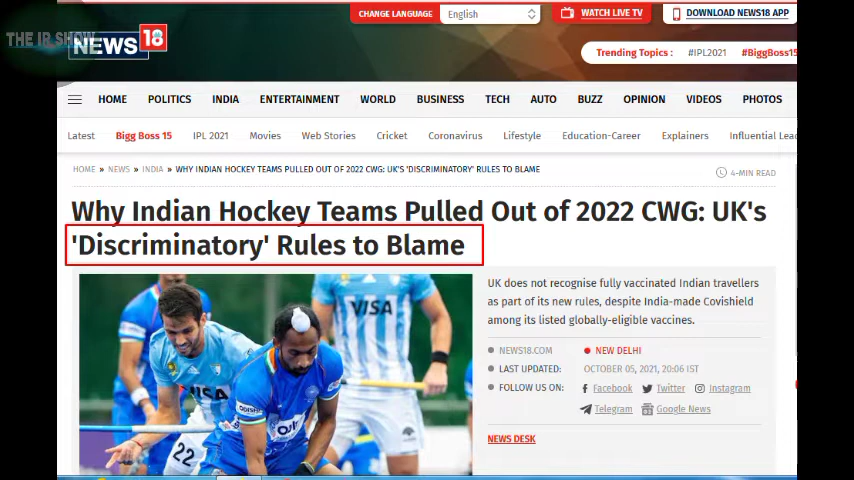 CHANGE LANGUAGE English WATCH LIVE TV DOWNLOAD NEWS18 APP
THE IR SHOW
NEWS 18
Trending Topics : #IPL2021 #BiggBoss15
HOME POLITICS INDIA ENTERTAINMENT WORLD BUSINESS TECH AUTO BUZZ OPINION VIDEOS PHOTOS
Latest Bigg Boss 15 IPL 2021 Movies Web Stories Cricket Coronavirus Lifestyle Education-Career Explainers Influential Lead
HOME » NEWS » INDIA » WHY INDIAN HOCKEY TEAMS PULLED OUT OF 2022 CWG: UK'S 'DISCRIMINATORY' RULES TO BLAME
4-MIN READ
Why Indian Hockey Teams Pulled Out of 2022 CWG: UK's
'Discriminatory' Rules to Blame
UK does not recognise fully vaccinated Indian travellers
as part of its new rules, despite India-made Covishield
among its listed globally-eligible vaccines.
NEWS18.COM NEW DELHI
LAST UPDATED: OCTOBER 05, 2021, 20:06 IST
FOLLOW US ON: Facebook Twitter Instagram
Telegram Google News
NEWS DESK
VISA
VISA
ODISHA
Odi
22